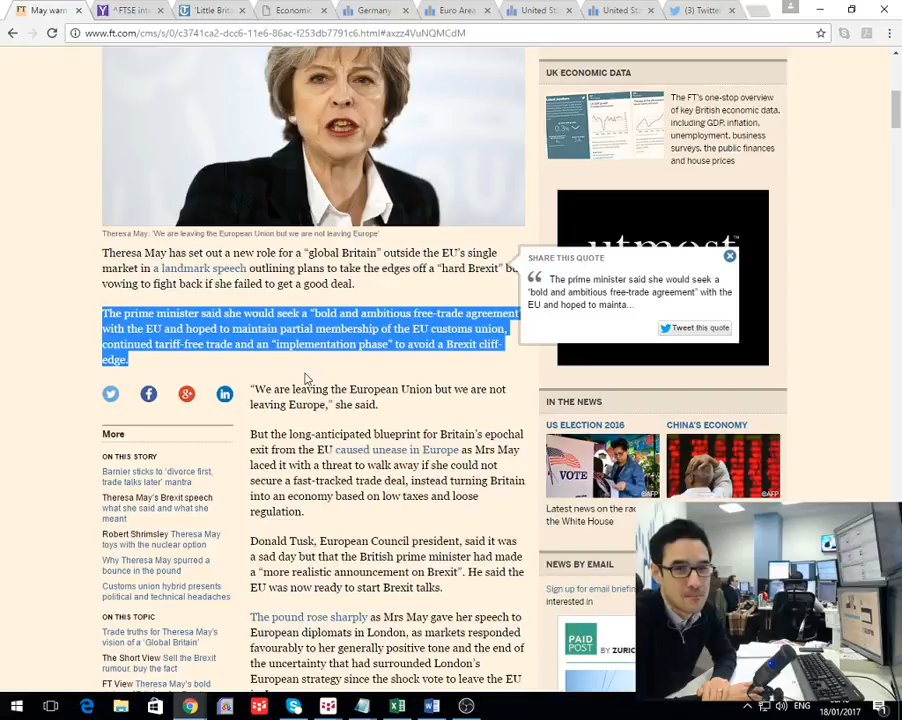 May warn
FTSE int
'Little Brit
Economic
Germany
Euro Area
United St
United St
(3) Twitter
www.ft.com/cms/s/0/c3741ca2-dcc6-11e6-86ac-f253db7791c6.html#axzz4VuNQMCdM
Theresa May: 'We are leaving the European Union but we are not leaving Europe'
Theresa May has set out a new role for a “global Britain” outside the EU’s single
market in a landmark speech outlining plans to take the edges off a “hard Brexit” bu
vowing to fight back if she failed to get a good deal.
The prime minister said she would seek a “bold and ambitious free-trade agreement”
with the EU and hoped to maintain partial membership of the EU customs union,
continued tariff-free trade and an “implementation phase” to avoid a Brexit cliff-
edge.
“We are leaving the European Union but we are not
leaving Europe,” she said.
But the long-anticipated blueprint for Britain’s epochal
exit from the EU caused unease in Europe as Mrs May
laced it with a threat to walk away if she could not
secure a fast-tracked trade deal, instead turning Britain
into an economy based on low taxes and loose
regulation.
Donald Tusk, European Council president, said it was
a sad day but that the British prime minister had made
a “more realistic announcement on Brexit”. He said the
EU was now ready to start Brexit talks.
The pound rose sharply as Mrs May gave her speech to
European diplomats in London, as markets responded
favourably to her generally positive tone and the end of
the uncertainty that had surrounded London’s
European strategy since the shock vote to leave the EU
More
ON THIS STORY
Barnier sticks to ‘divorce first,
trade talks later’ mantra
Theresa May’s Brexit speech
what she said and what she
meant
Robert Shrimsley Theresa May
toys with the nuclear option
Why Theresa May spurred a
bounce in the pound
Customs union hybrid presents
political and technical headaches
ON THIS TOPIC
Trade truths for Theresa May’s
vision of a ‘Global Britain’
The Short View Sell the Brexit
rumour, buy the fact
FT View Theresa May’s bold
SHARE THIS QUOTE
The prime minister said she would seek a
“bold and ambitious free-trade agreement” with the
EU and hoped to mainta...
Tweet this quote
UK ECONOMIC DATA
The FT's one-stop overview
of key British economic data,
including GDP, inflation,
unemployment, business
surveys, the public finances
and house prices
utmost™
IN THE NEWS
US ELECTION 2016
CHINA'S ECONOMY
VOTE
©AFP
©AFP
Latest news on the rac
the White House
NEWS BY EMAIL
Sign up for email briefin
interested in
PAID
POST
BY ZURIC
ENG
18/01/2017